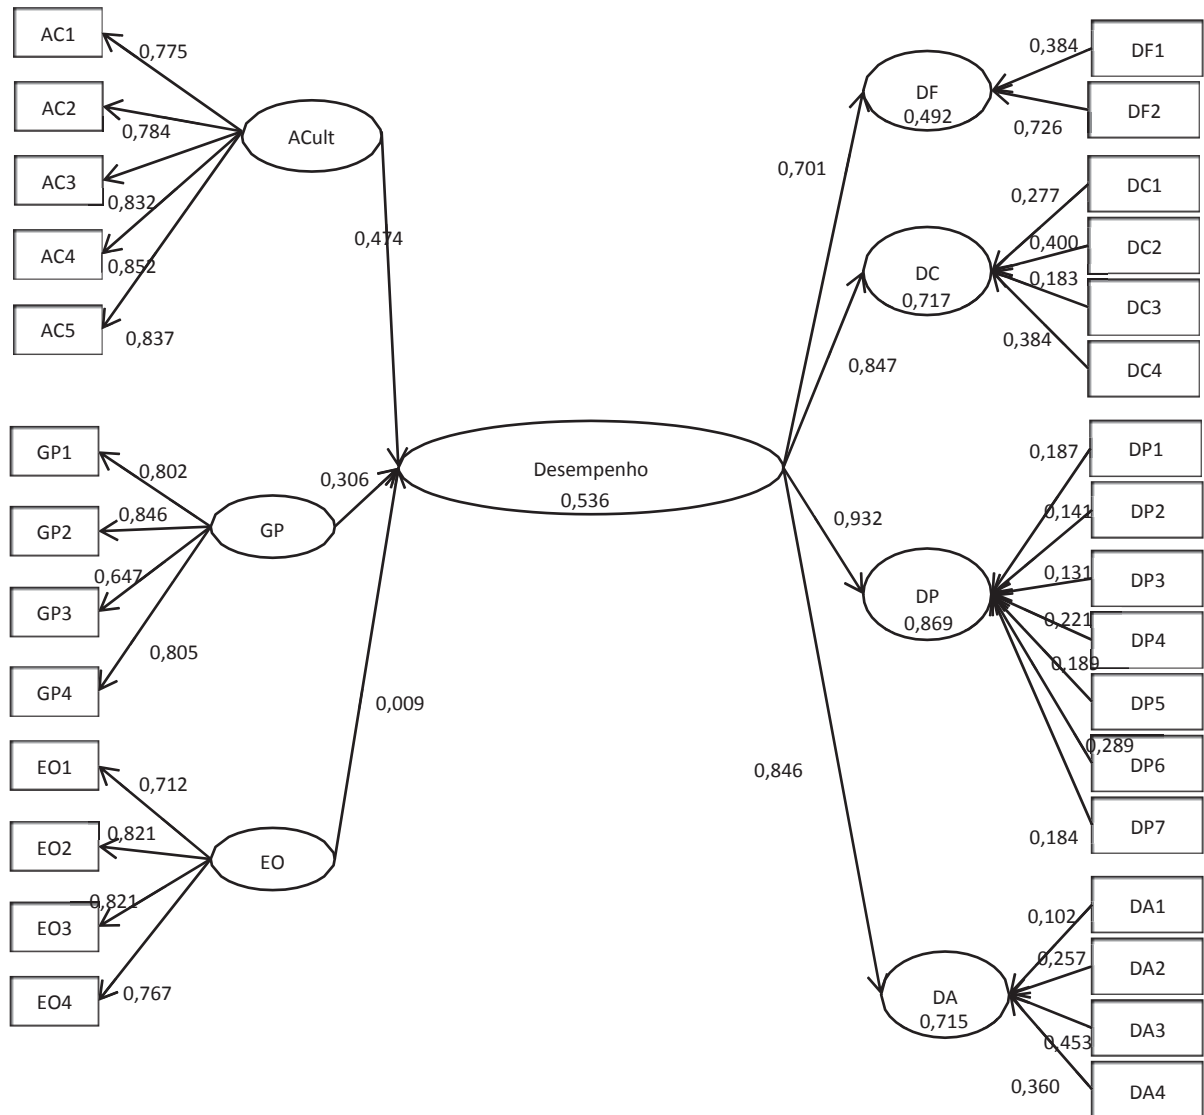 AC1
0,775
AC2
0,784
AC3
0,832
AC4
0,852
AC5
0,837
ACult
0,474
GP1
0,802
GP2
0,846
GP3
0,647
GP4
0,805
GP
0,306
EO1
0,712
EO2
0,821
EO3
0,821
EO4
0,767
EO
0,009
Desempenho
0,536
0,701
0,847
0,932
0,846
DF
0,492
0,384
DF1
0,726
DF2
DC
0,717
0,277
DC1
0,400
DC2
0,183
DC3
0,384
DC4
DP
0,869
0,187
DP1
0,141
DP2
0,131
DP3
0,221
DP4
0,189
DP5
0,289
DP6
0,184
DP7
DA
0,715
0,102
DA1
0,257
DA2
0,453
DA3
0,360
DA4